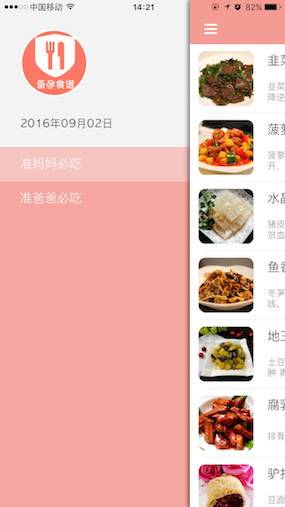 中国移动
14:21
82%
备孕食谱
2016年09月02日
准妈妈必吃
准爸爸必吃
韭菜
韭菜
降逆
菠萝
菠萝
开、
水晶
猪皮
贫血
鱼香
冬笋
咳、
地三
土豆
肿 青
腐乳
排骨
驴打
豆